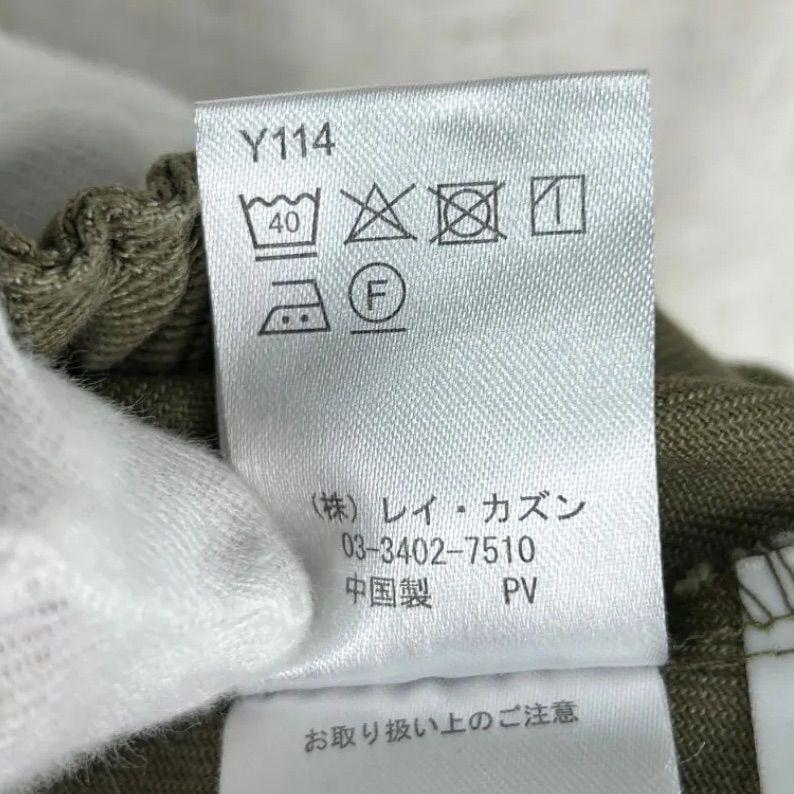 Y114
40
F
(株) レイ・カズン
03-3402-7510
中国製 PV
お取り扱い上のご注意